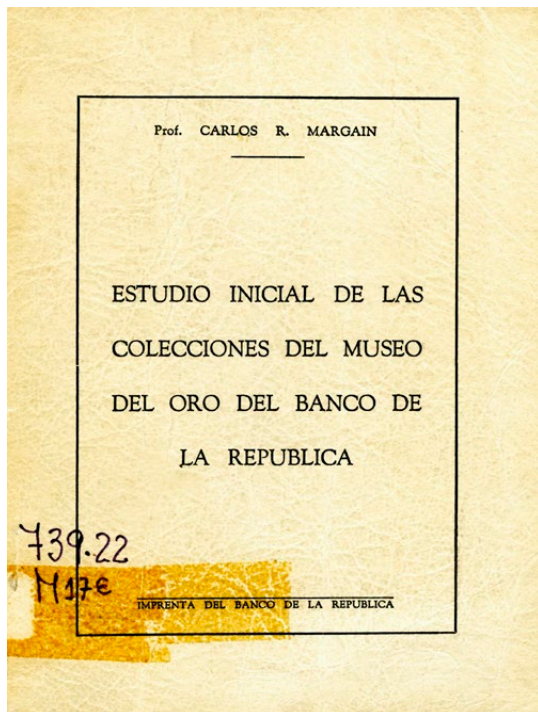 Prof. CARLOS R. MARGAIN
ESTUDIO INICIAL DE LAS
COLECCIONES DEL MUSEO
DEL ORO DEL BANCO DE
LA REPUBLICA
739.22
M17e
IMPRENTA DEL BANCO DE LA REPUBLICA